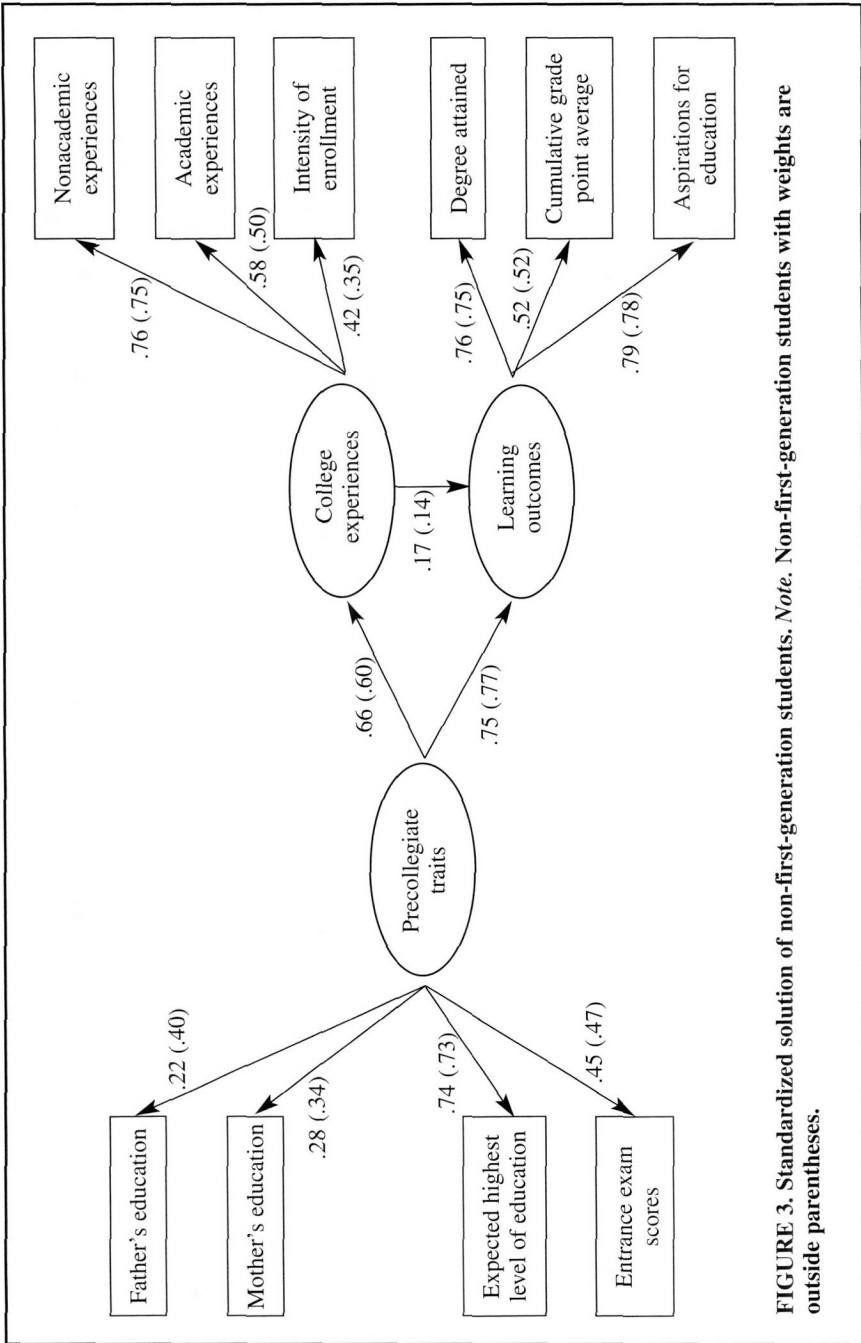 Father's education
Mother's education
Expected highest
level of education
Entrance exam
scores
.22 (.40)
.28 (.34)
.74 (.73)
.45 (.47)
Precollegiate
traits
.66 (.60)
.75 (.77)
College
experiences
.17 (.14)
Learning
outcomes
.76 (.75)
.58 (.50)
.42 (.35)
.76 (.75)
.52 (.52)
.79 (.78)
Nonacademic
experiences
Academic
experiences
Intensity of
enrollment
Degree attained
Cumulative grade
point average
Aspirations for
education
FIGURE 3. Standardized solution of non-first-generation students. Note. Non-first-generation students with weights are
outside parentheses.